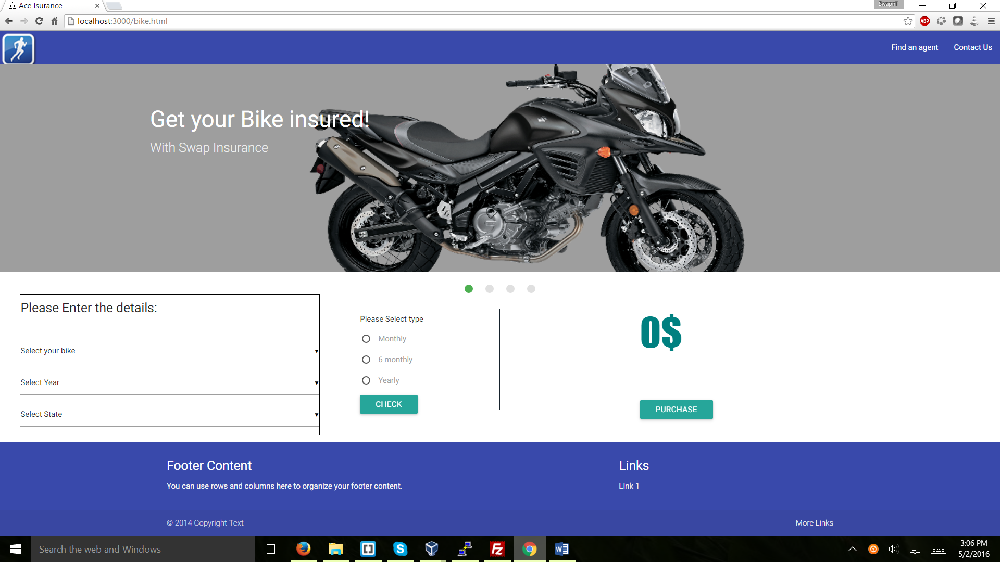 Ace Isurance
Swapnil
localhost:3000/bike.html
ABP
Find an agent
Contact Us
Get your Bike insured!
With Swap Insurance
Please Enter the details:
Select your bike
Select Year
Select State
Please Select type
Monthly
6 monthly
Yearly
CHECK
0$
PURCHASE
Footer Content
You can use rows and columns here to organize your footer content.
Links
Link 1
© 2014 Copyright Text
More Links
Search the web and Windows
3:06 PM
5/2/2016